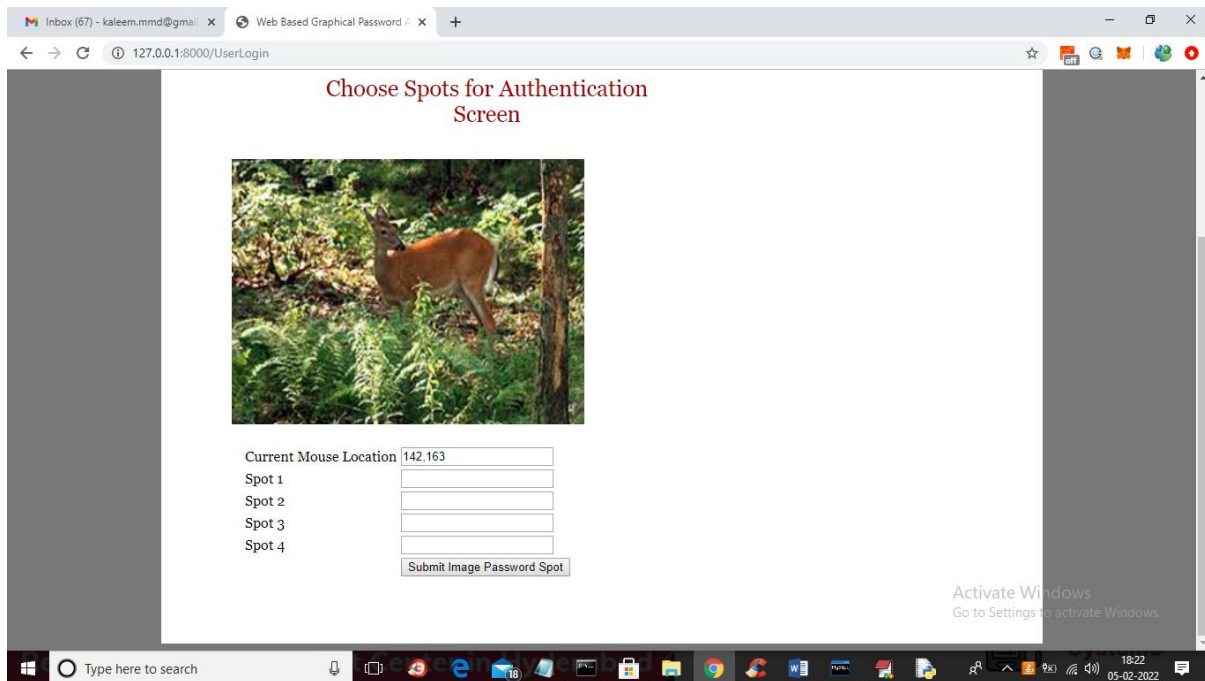 Inbox (67) - kaleem.mmd@gmai
Web Based Graphical Password A
127.0.0.1:8000/UserLogin
off
Choose Spots for Authentication
Screen
Current Mouse Location 142,163
Spot 1
Spot 2
Spot 3
Spot 4
Submit Image Password Spot
Activate Windows
Go to Settings to activate Windows.
Type here to search
18
18:22
05-02-2022